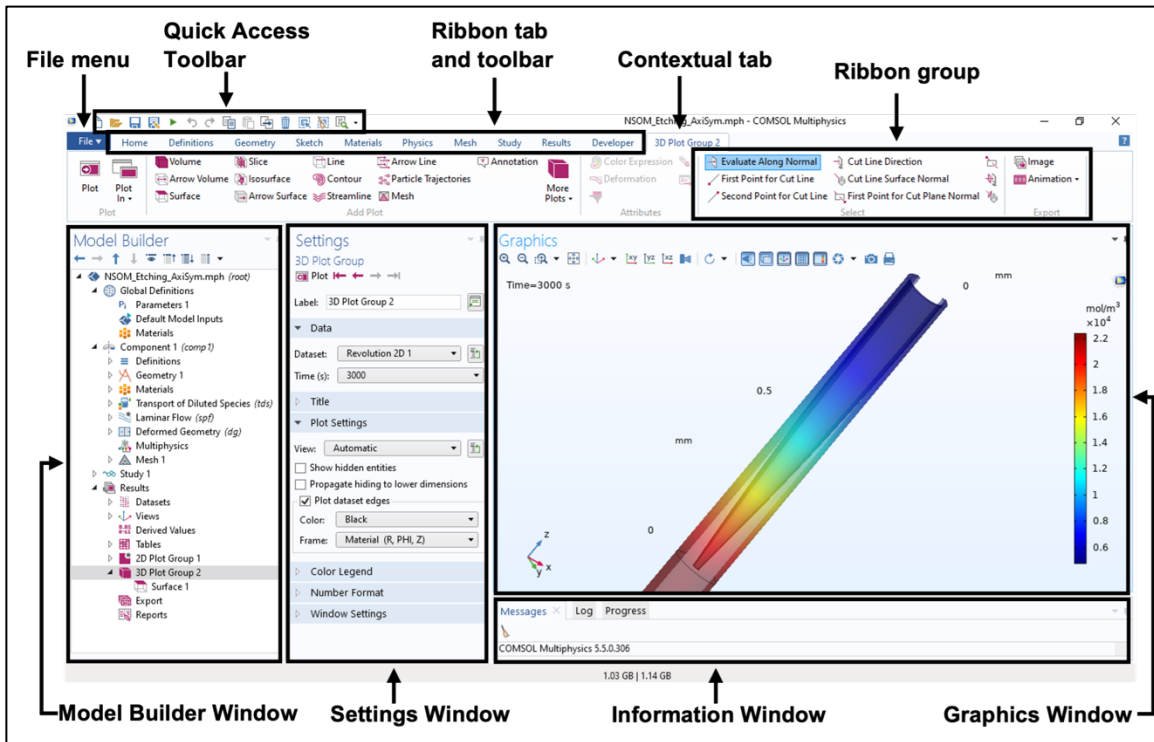 Quick Access
Toolbar
Ribbon tab
and toolbar
File menu
Contextual tab
Ribbon group
NSOM_Etching_AxiSym.mph - COMSOL Multiphysics
File Home Definitions Geometry Sketch Materials Physics Mesh Study Results Developer 3D Plot Group 2
Volume Slice Line Arrow Line Annotation Color Expression Evaluate Along Normal Cut Line Direction Image
Plot Plot In Arrow Volume Isosurface Contour Particle Trajectories More Plots Deformation First Point for Cut Line Cut Line Surface Normal Animation
Surface Arrow Surface Streamline Mesh Second Point for Cut Line First Point for Cut Plane Normal
Plot Add Plot Attributes Select Export
Model Builder
NSOM_Etching_AxiSym.mph (root)
Global Definitions
Pi Parameters 1
Default Model Inputs
Materials
Component 1 (comp1)
Definitions
Geometry 1
Materials
Transport of Diluted Species (tds)
Laminar Flow (spf)
Deformed Geometry (dg)
Multiphysics
Mesh 1
Study 1
Results
Datasets
Views
Derived Values
Tables
2D Plot Group 1
3D Plot Group 2
Surface 1
Export
Reports
Settings
3D Plot Group
Plot
Label: 3D Plot Group 2
Data
Dataset: Revolution 2D 1
Time (s): 3000
Title
Plot Settings
View: Automatic
Show hidden entities
Propagate hiding to lower dimensions
Plot dataset edges
Color: Black
Frame: Material (R, PHI, Z)
Color Legend
Number Format
Window Settings
Graphics
xy yz xz
Time=3000 s
0 mm
0.5
mm
0
z
y x
mol/m³
×10⁴
2.2
2
1.8
1.6
1.4
1.2
1
0.8
0.6
Messages Log Progress
COMSOL Multiphysics 5.5.0.306
1.03 GB | 1.14 GB
Model Builder Window
Settings Window
Information Window
Graphics Window